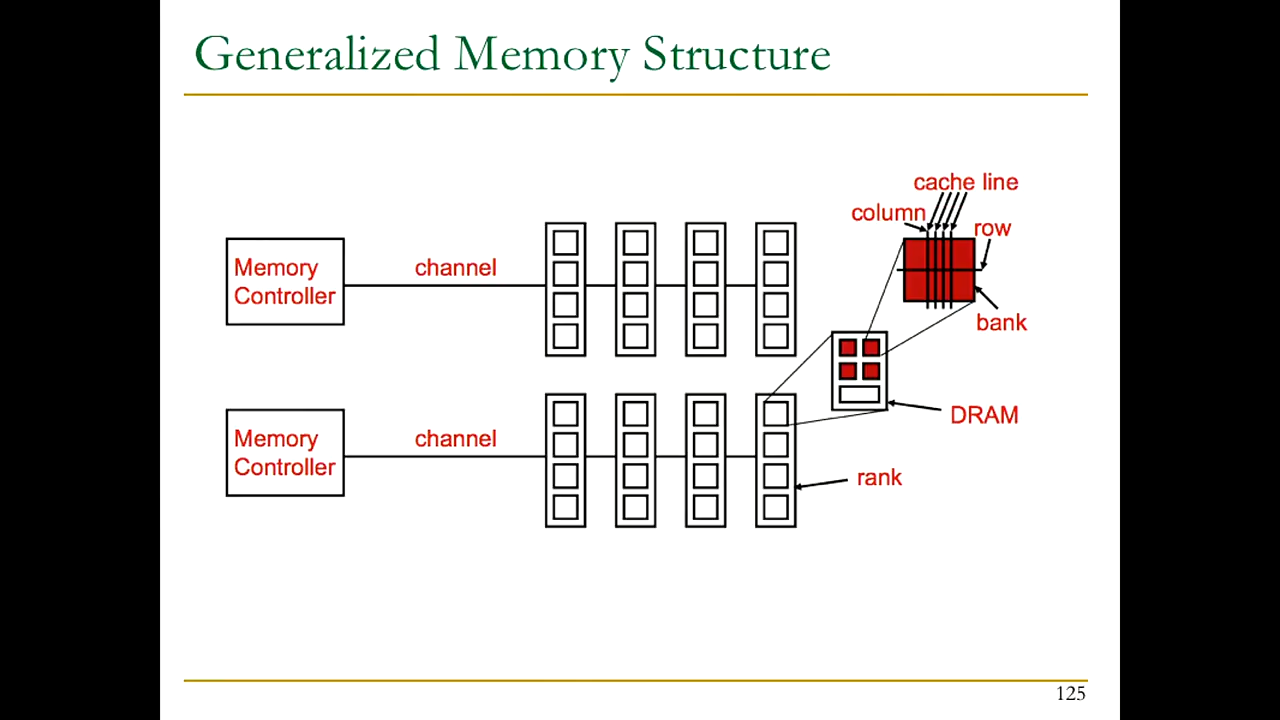 Generalized Memory Structure
cache line
column
row
Memory
Controller
channel
bank
DRAM
Memory
Controller
channel
rank
125